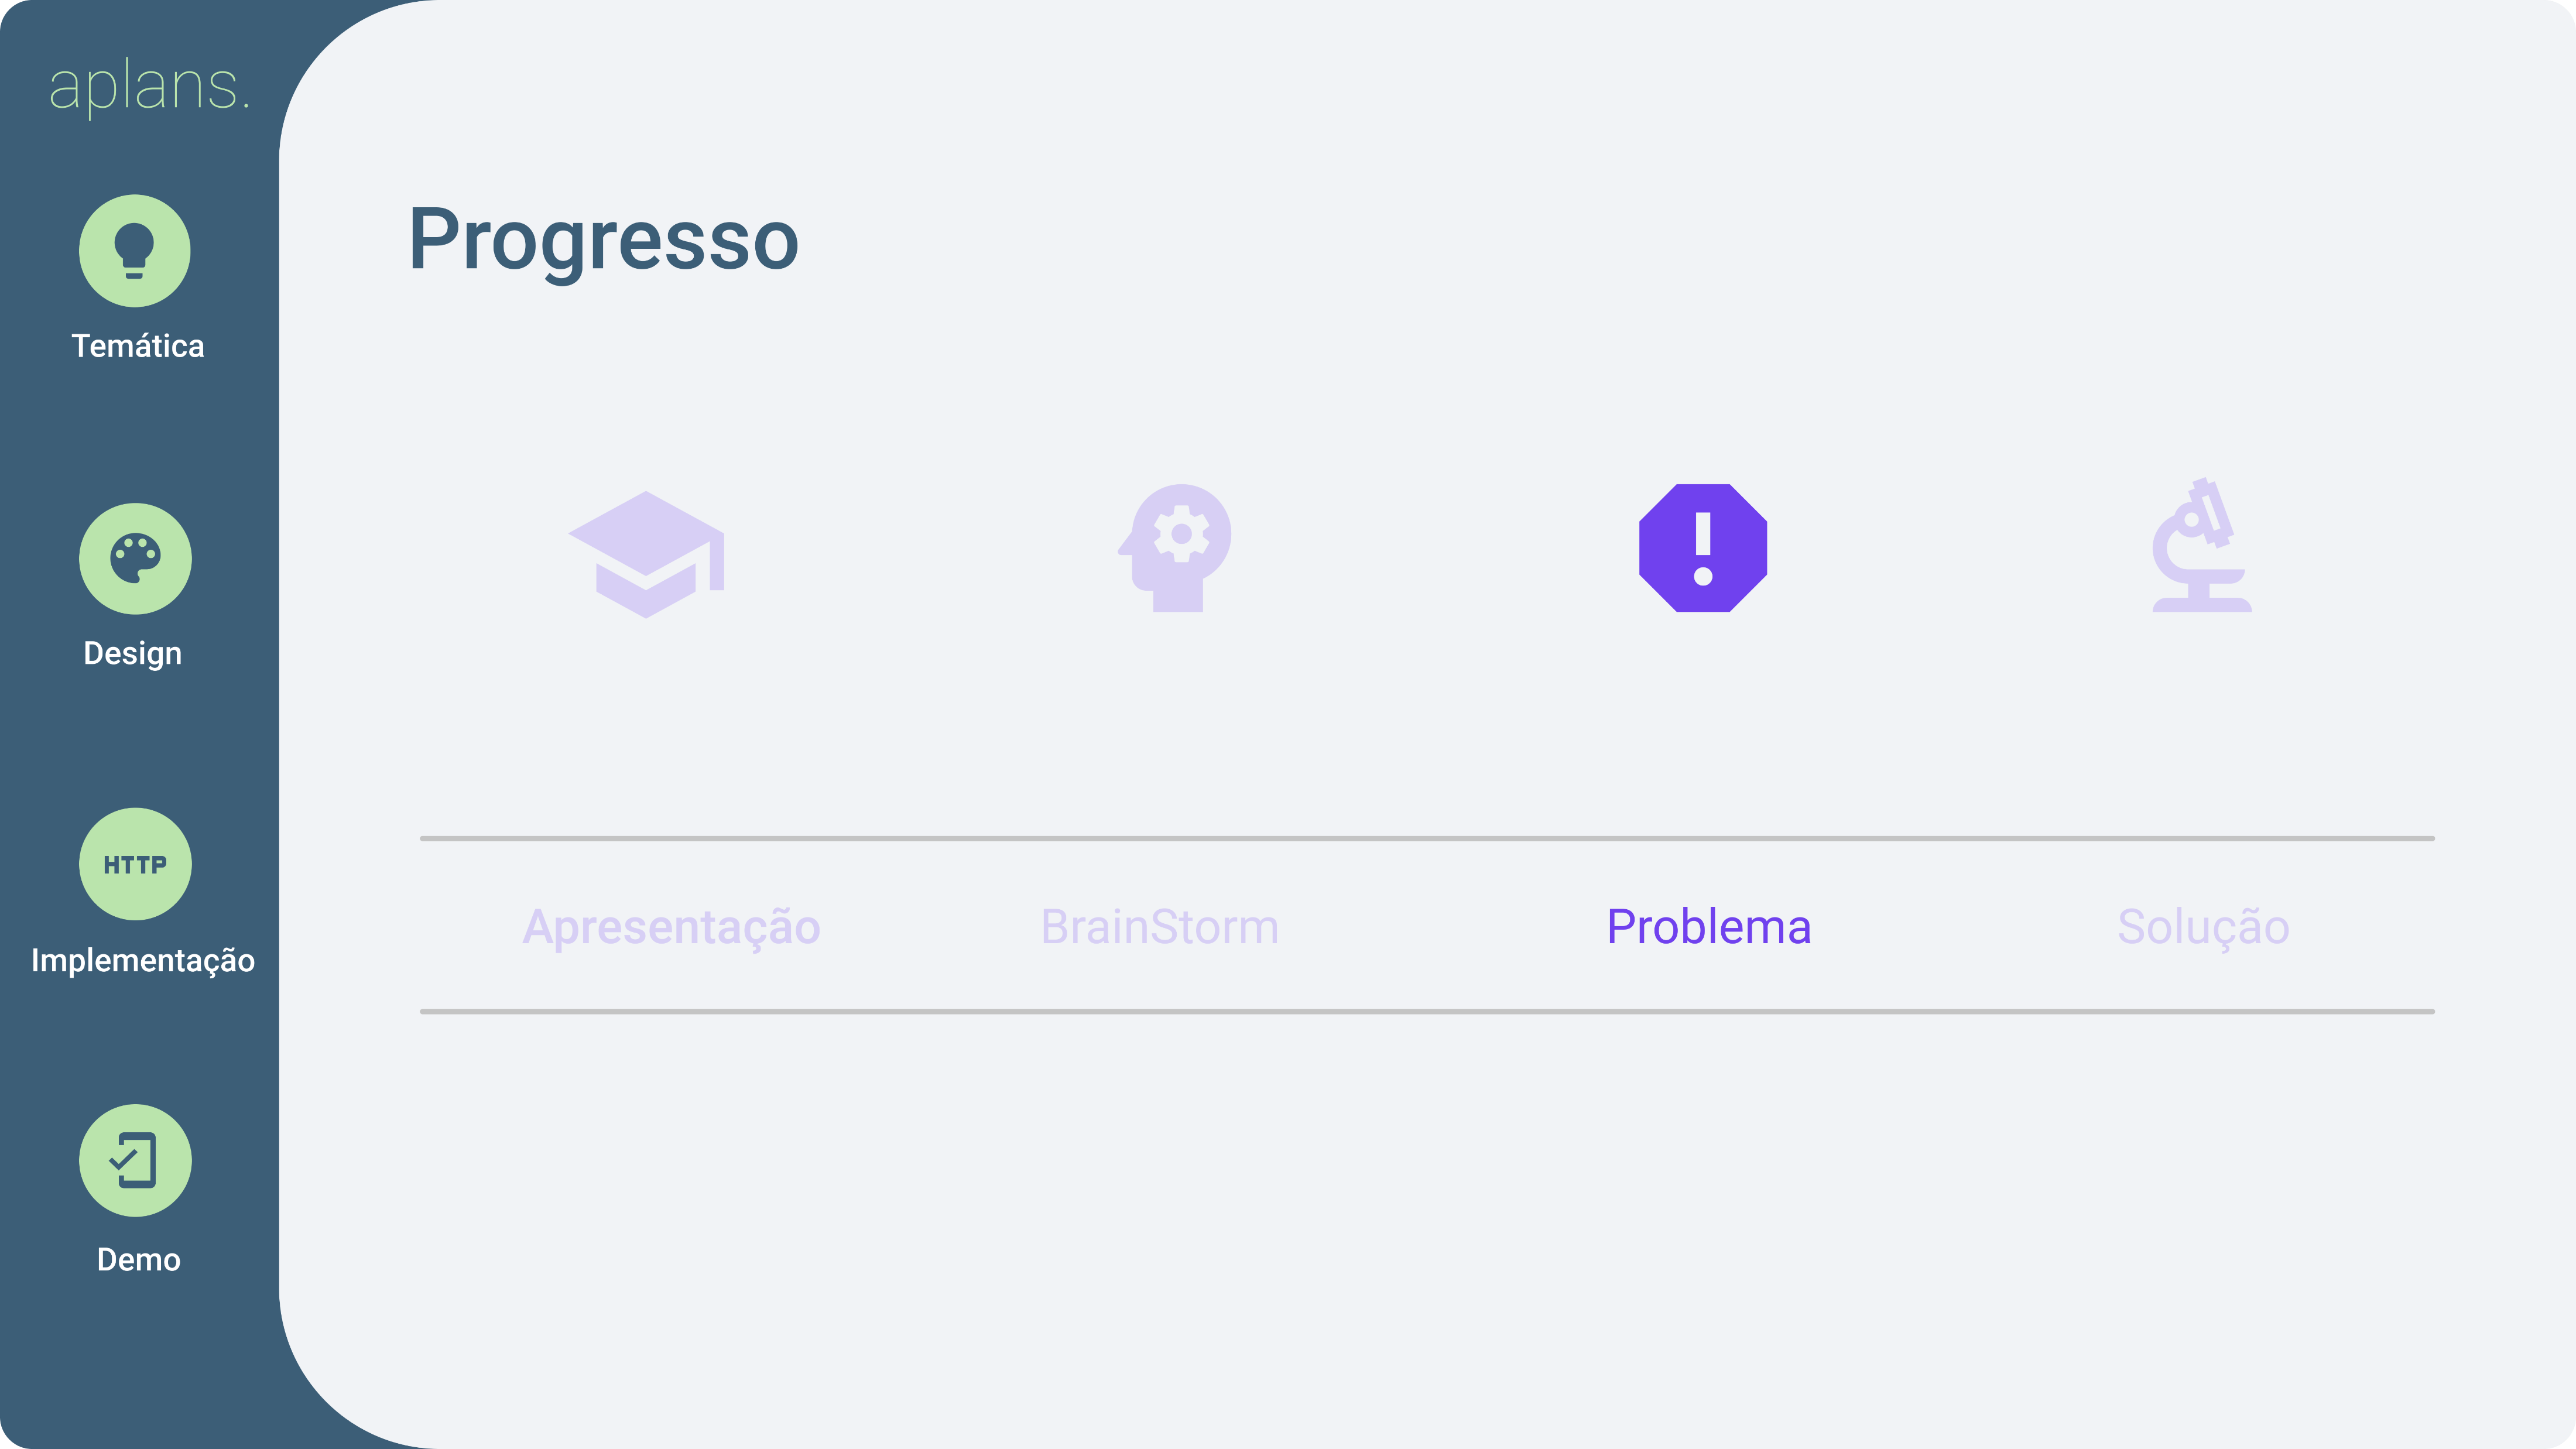 aplans.
Temática
Design
HTTP
Implementação
Demo
Progresso
Apresentação
BrainStorm
Problema
Solução